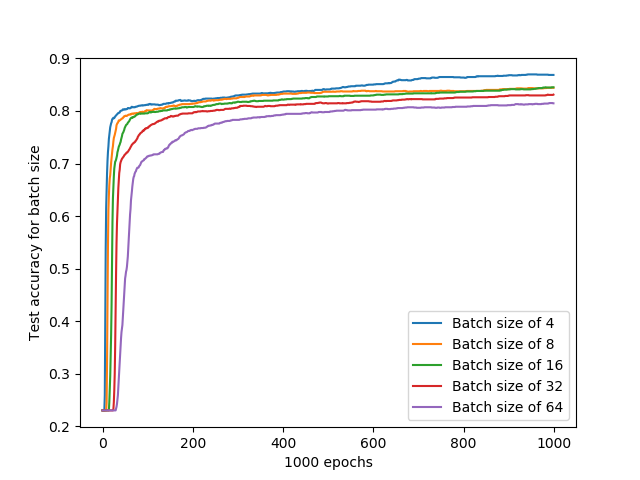 0.9
0.8
0.7
0.6
0.5
0.4
0.3
0.2
Test accuracy for batch size
Batch size of 4
Batch size of 8
Batch size of 16
Batch size of 32
Batch size of 64
0 200 400 600 800 1000
1000 epochs